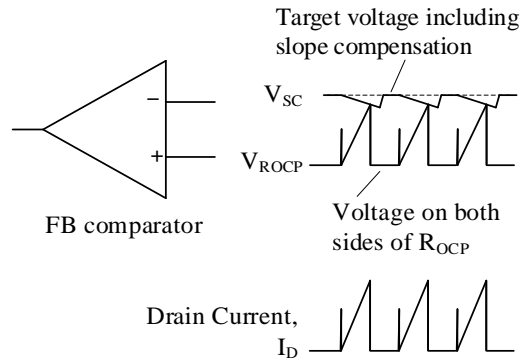 Target voltage including
slope compensation
V_SC
−
+
V_ROCP
FB comparator
Voltage on both
sides of R_OCP
Drain Current,
I_D